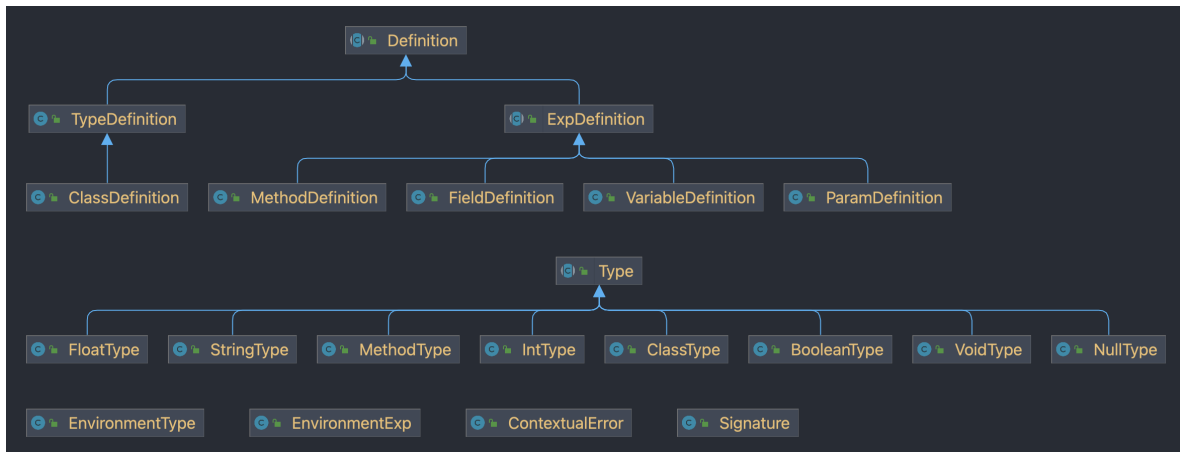 Definition
TypeDefinition ExpDefinition
ClassDefinition MethodDefinition FieldDefinition VariableDefinition ParamDefinition
Type
FloatType StringType MethodType IntType ClassType BooleanType VoidType NullType
EnvironmentType EnvironmentExp ContextualError Signature